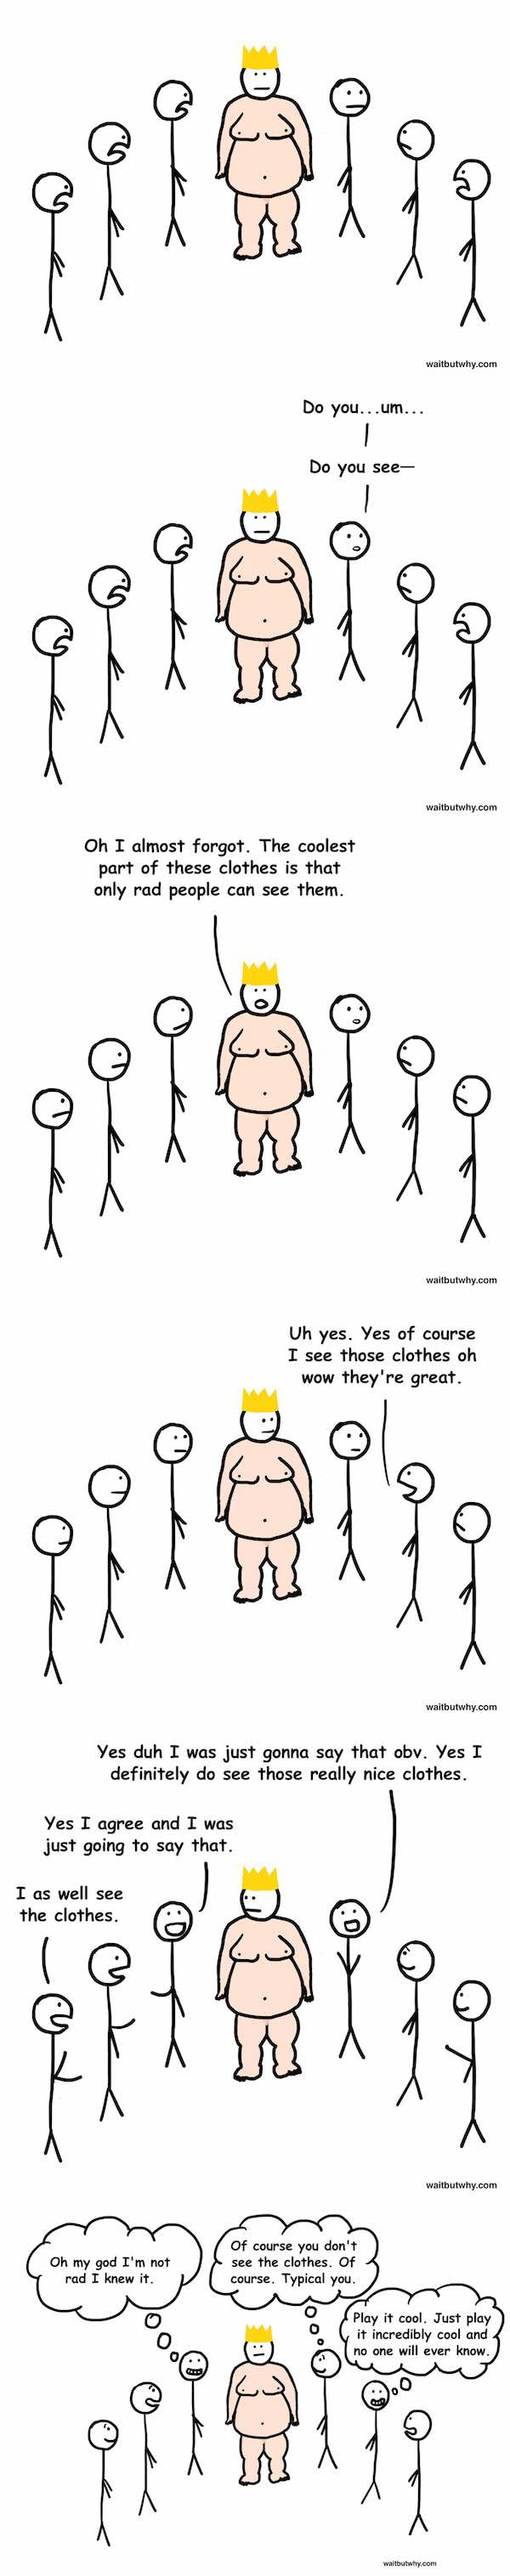 waitbutwhy.com
Do you...um...
Do you see—
waitbutwhy.com
Oh I almost forgot. The coolest
part of these clothes is that
only rad people can see them.
waitbutwhy.com
Uh yes. Yes of course
I see those clothes oh
wow they're great.
waitbutwhy.com
Yes duh I was just gonna say that obv. Yes I
definitely do see those really nice clothes.
Yes I agree and I was
just going to say that.
I as well see
the clothes.
waitbutwhy.com
Oh my god I'm not
rad I knew it.
Of course you don't
see the clothes. Of
course. Typical you.
Play it cool. Just play
it incredibly cool and
no one will ever know.
waitbutwhy.com